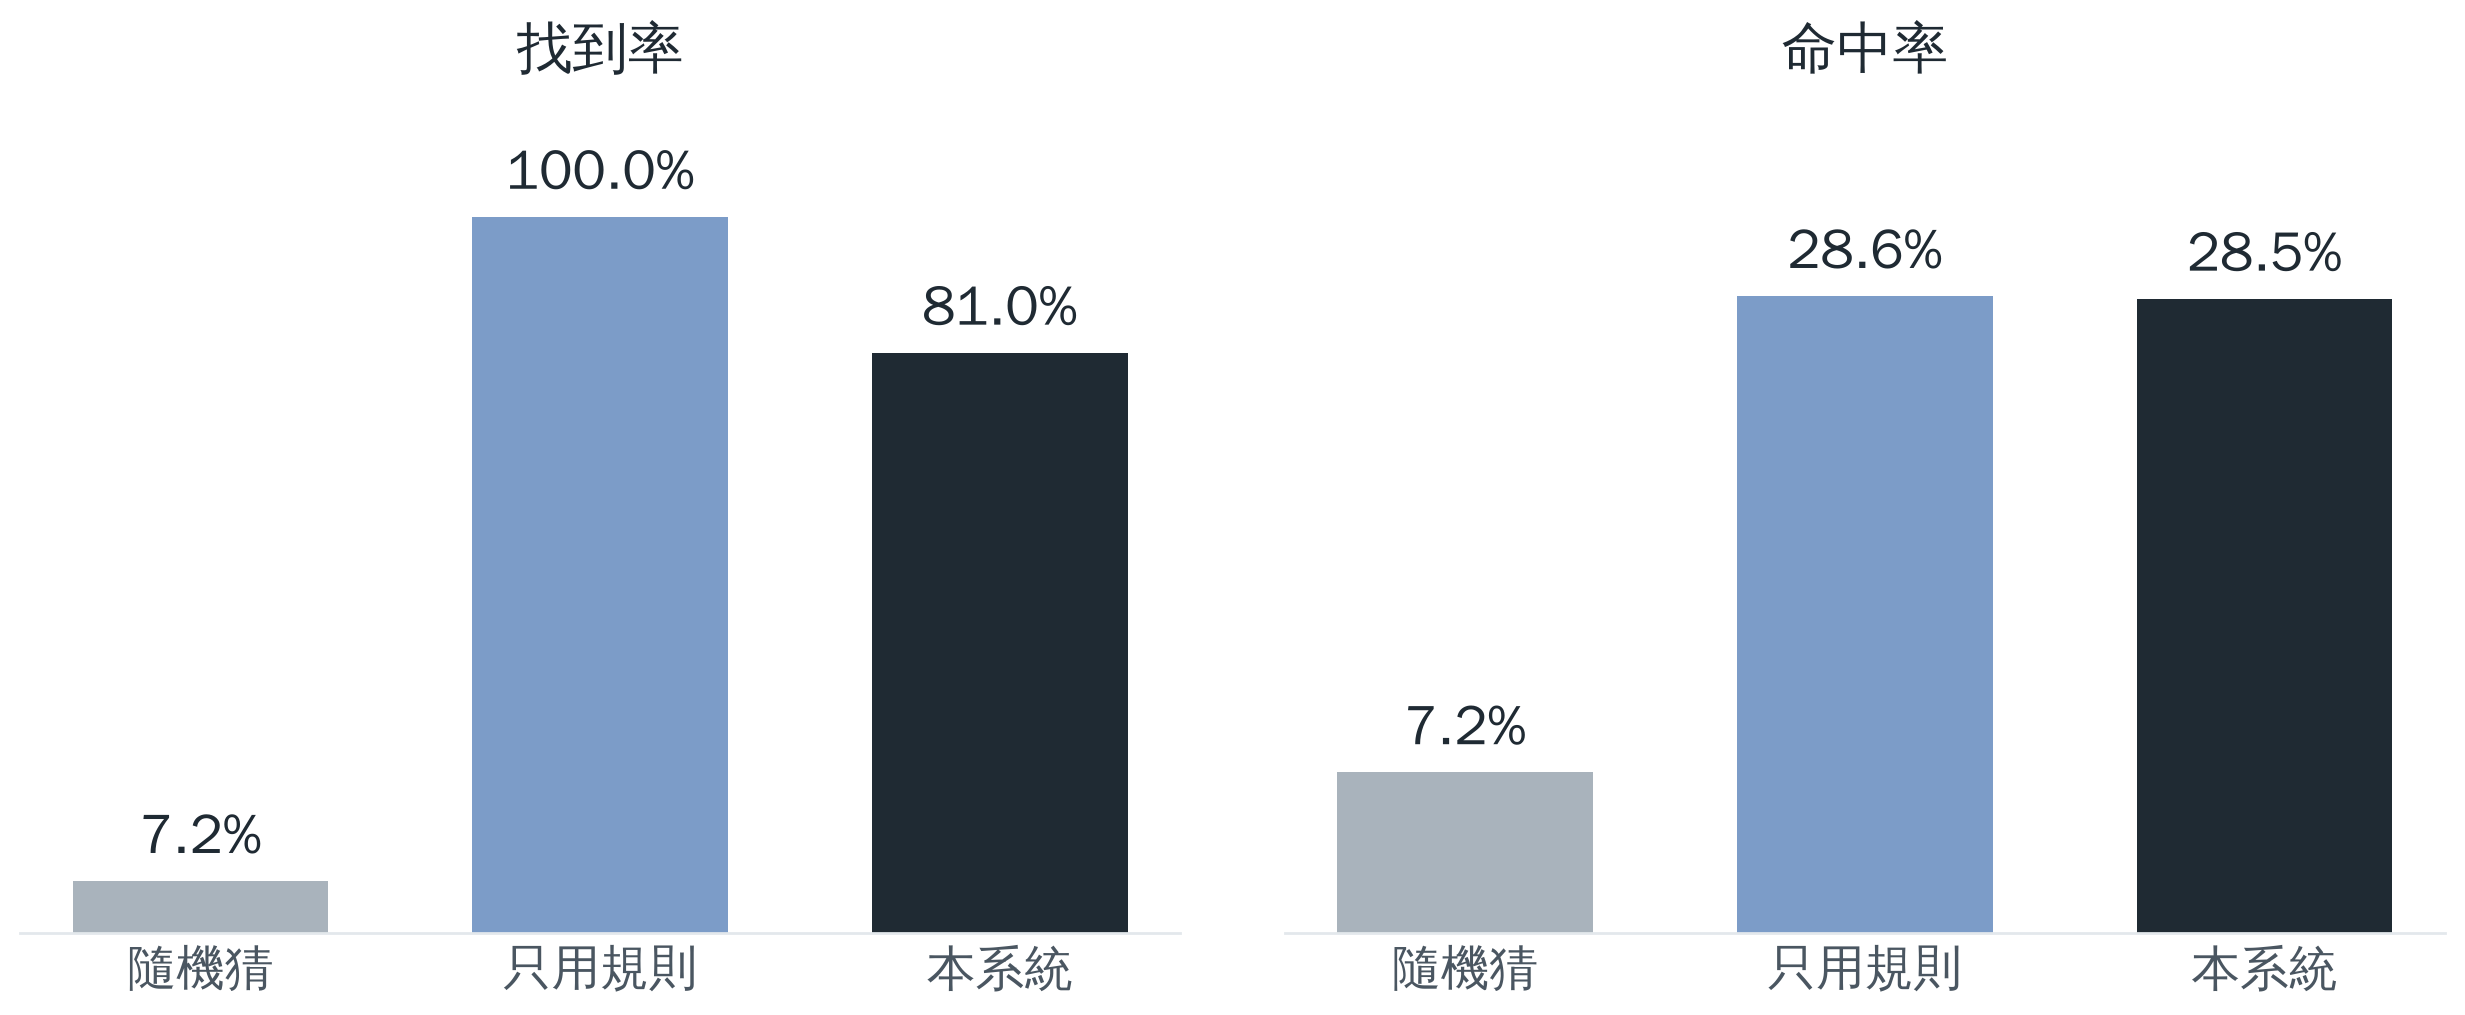 找到率
100.0%
81.0%
7.2%
隨機猜
只用規則
本系統
命中率
28.6%
28.5%
7.2%
隨機猜
只用規則
本系統